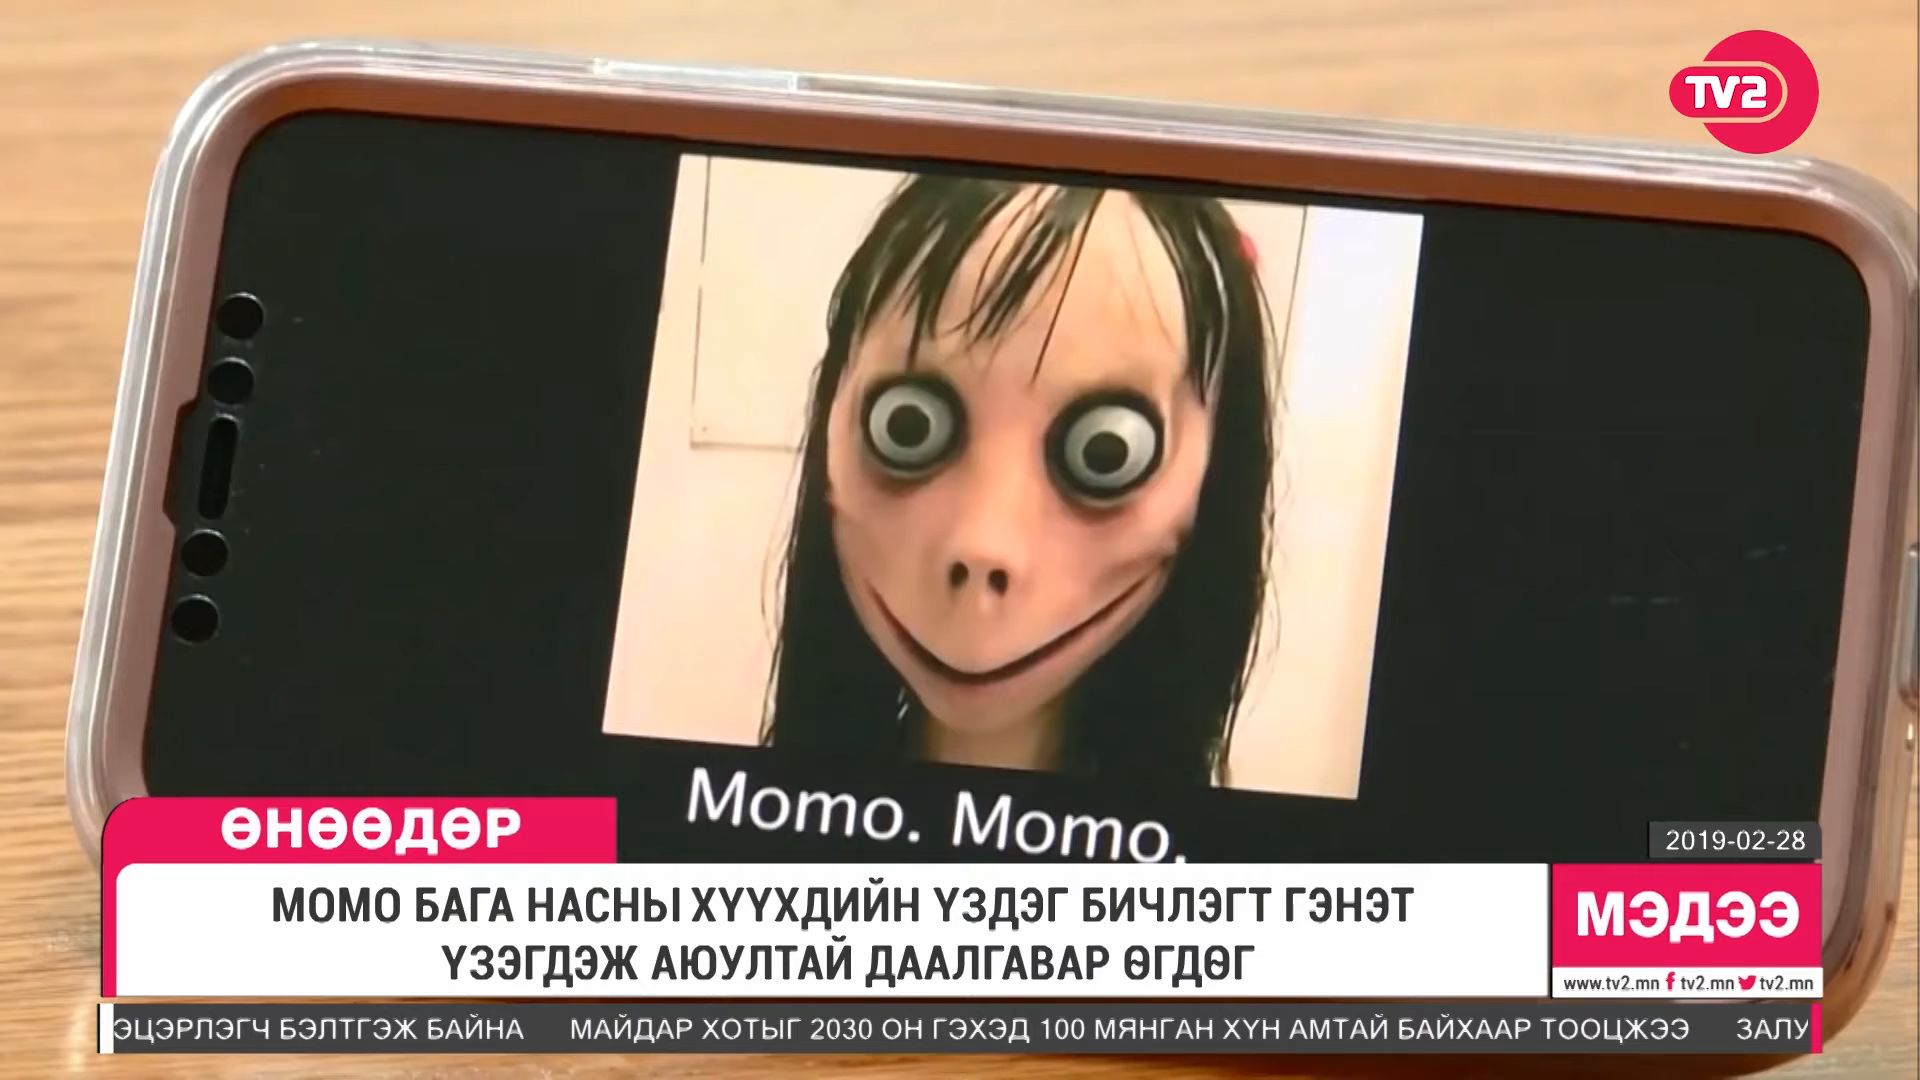 TV2
Momo. Momo.
ӨНӨӨДӨР
2019-02-28
МОМО БАГА НАСНЫ ХҮҮХДИЙН ҮЗДЭГ БИЧЛЭГТ ГЭНЭТ
ҮЗЭГДЭЖ АЮУЛТАЙ ДААЛГАВАР ӨГДӨГ
МЭДЭЭ
www.tv2.mn tv2.mn tv2.mn
ЭЦЭРЛЭГЧ БЭЛТГЭЖ БАЙНА МАЙДАР ХОТЫГ 2030 ОН ГЭХЭД 100 МЯНГАН ХҮН АМТАЙ БАЙХААР ТООЦЖЭЭ ЗАЛУ